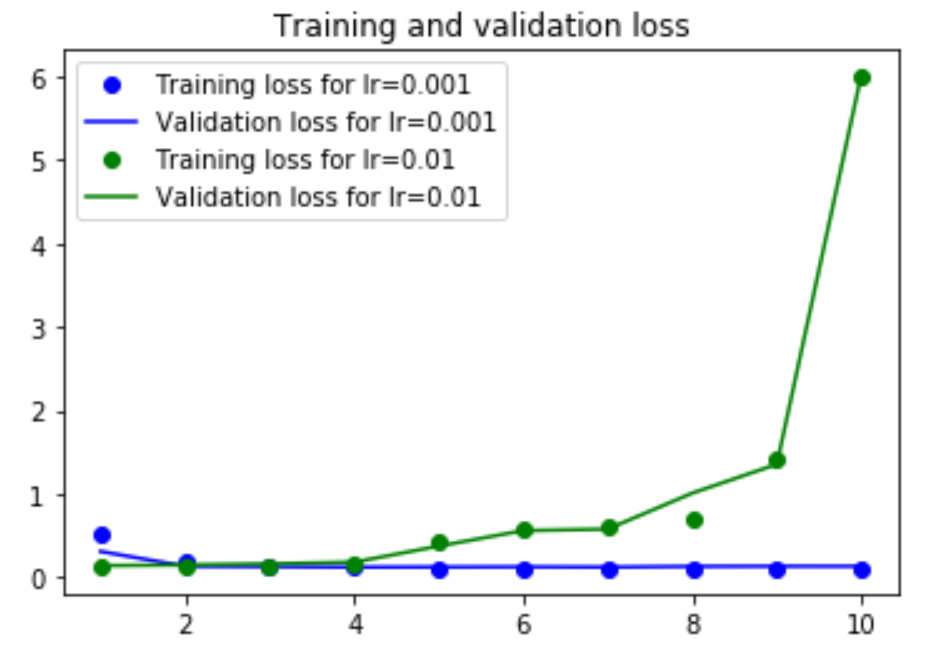 Training and validation loss
Training loss for lr=0.001
Validation loss for lr=0.001
Training loss for lr=0.01
Validation loss for lr=0.01
6
5
4
3
2
1
0
2 4 6 8 10